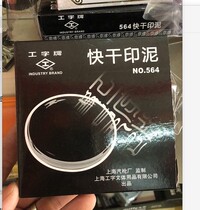 564快干印泥
工字牌
INDUSTRY BRAND
快干印泥
NO.564
上海汽枪厂 监制
上海工字文体用品有限公司
出品